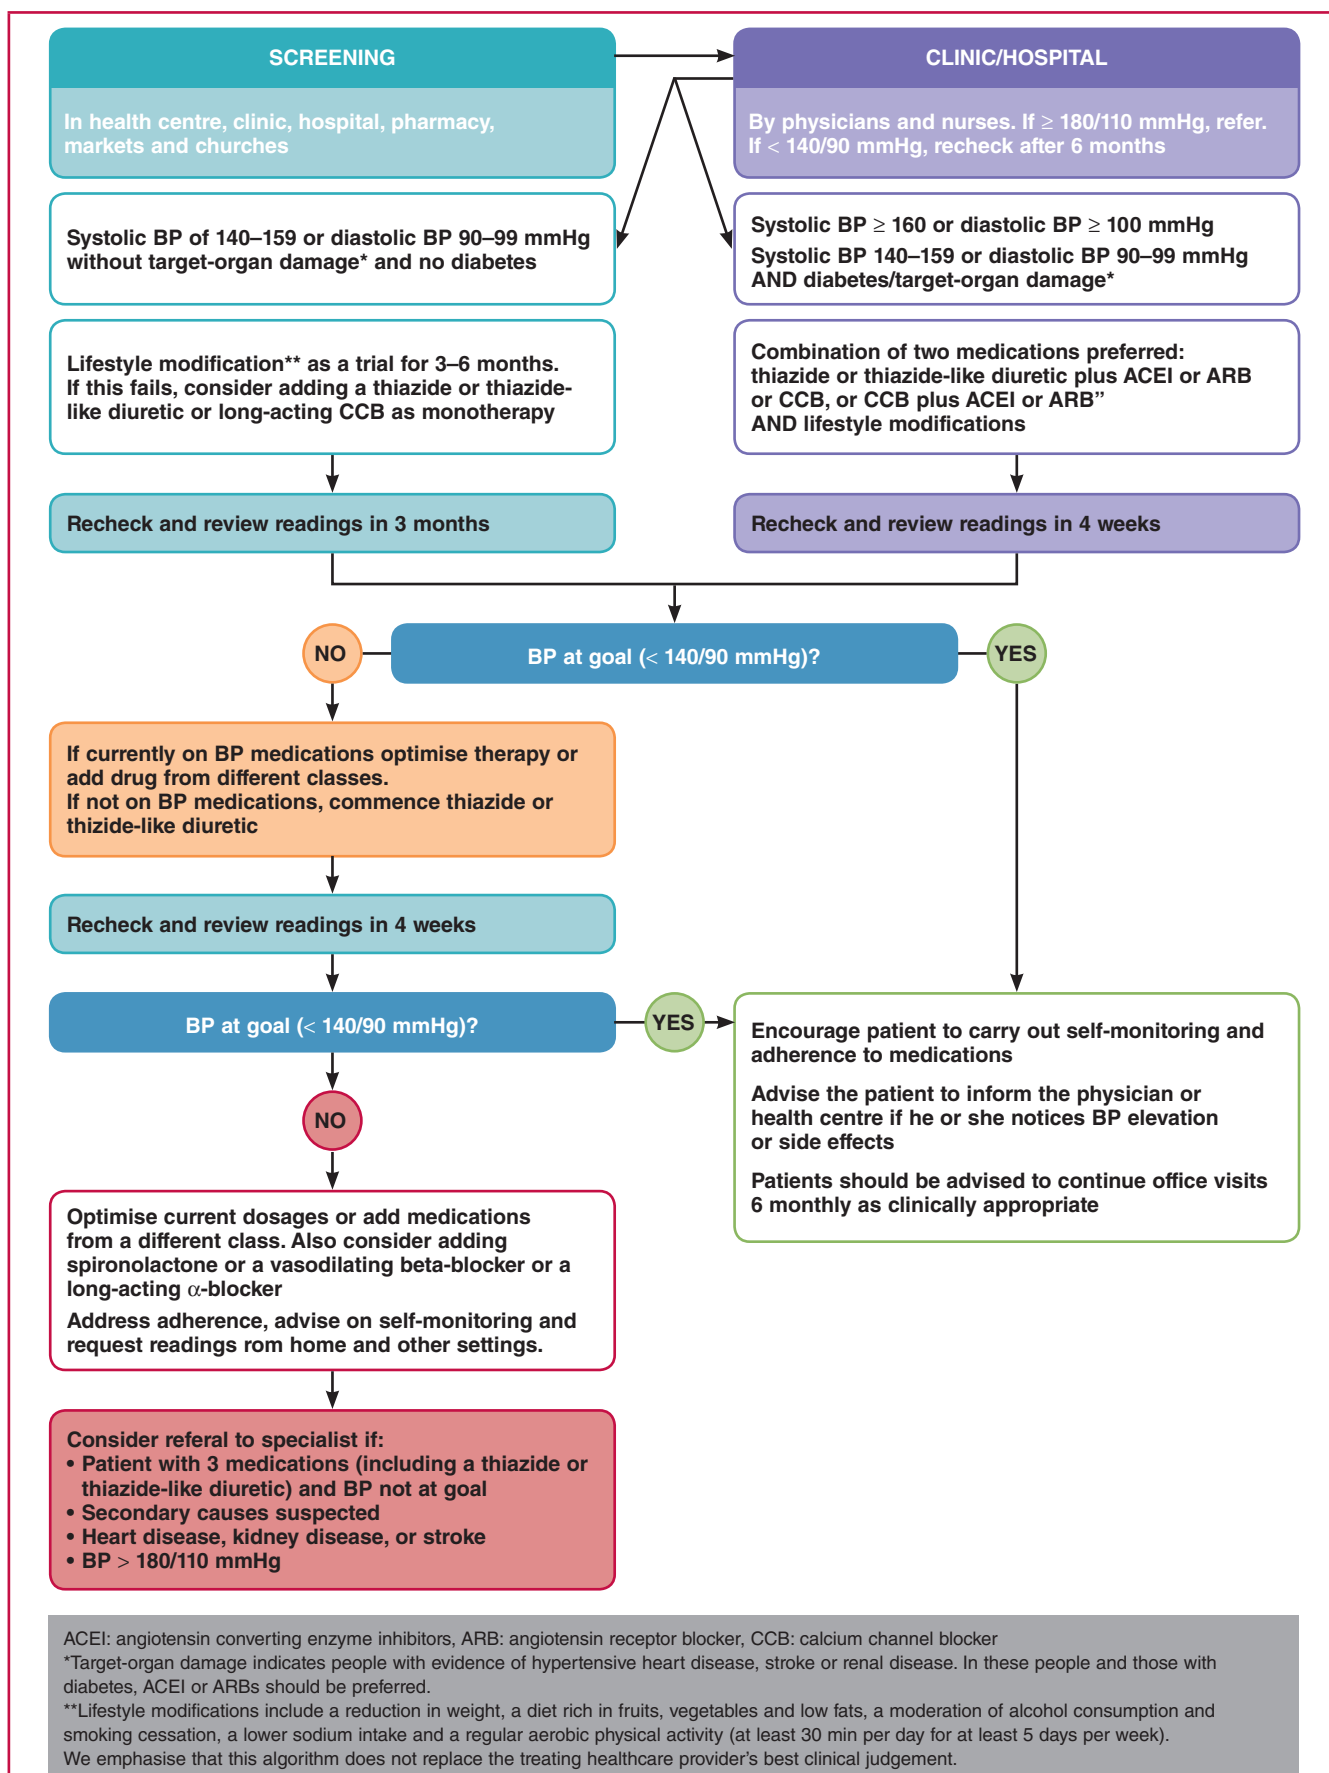 SCREENING
In health centre, clinic, hospital, pharmacy,
markets and churches
CLINIC/HOSPITAL
By physicians and nurses. If ≥ 180/110 mmHg, refer.
If < 140/90 mmHg, recheck after 6 months
Systolic BP of 140–159 or diastolic BP 90–99 mmHg
without target-organ damage* and no diabetes
Systolic BP ≥ 160 or diastolic BP ≥ 100 mmHg
Systolic BP 140–159 or diastolic BP 90–99 mmHg
AND diabetes/target-organ damage*
Lifestyle modification** as a trial for 3–6 months.
If this fails, consider adding a thiazide or thiazide-
like diuretic or long-acting CCB as monotherapy
Combination of two medications preferred:
thiazide or thiazide-like diuretic plus ACEI or ARB
or CCB, or CCB plus ACEI or ARB”
AND lifestyle modifications
Recheck and review readings in 3 months
Recheck and review readings in 4 weeks
NO
BP at goal (< 140/90 mmHg)?
YES
If currently on BP medications optimise therapy or
add drug from different classes.
If not on BP medications, commence thiazide or
thizide-like diuretic
Recheck and review readings in 4 weeks
BP at goal (< 140/90 mmHg)?
YES
NO
Encourage patient to carry out self-monitoring and
adherence to medications
Advise the patient to inform the physician or
health centre if he or she notices BP elevation
or side effects
Patients should be advised to continue office visits
6 monthly as clinically appropriate
Optimise current dosages or add medications
from a different class. Also consider adding
spironolactone or a vasodilating beta-blocker or a
long-acting α-blocker
Address adherence, advise on self-monitoring and
request readings rom home and other settings.
Consider referal to specialist if:
• Patient with 3 medications (including a thiazide or
thiazide-like diuretic) and BP not at goal
• Secondary causes suspected
• Heart disease, kidney disease, or stroke
• BP > 180/110 mmHg
ACEI: angiotensin converting enzyme inhibitors, ARB: angiotensin receptor blocker, CCB: calcium channel blocker
*Target-organ damage indicates people with evidence of hypertensive heart disease, stroke or renal disease. In these people and those with
diabetes, ACEI or ARBs should be preferred.
**Lifestyle modifications include a reduction in weight, a diet rich in fruits, vegetables and low fats, a moderation of alcohol consumption and
smoking cessation, a lower sodium intake and a regular aerobic physical activity (at least 30 min per day for at least 5 days per week).
We emphasise that this algorithm does not replace the treating healthcare provider’s best clinical judgement.